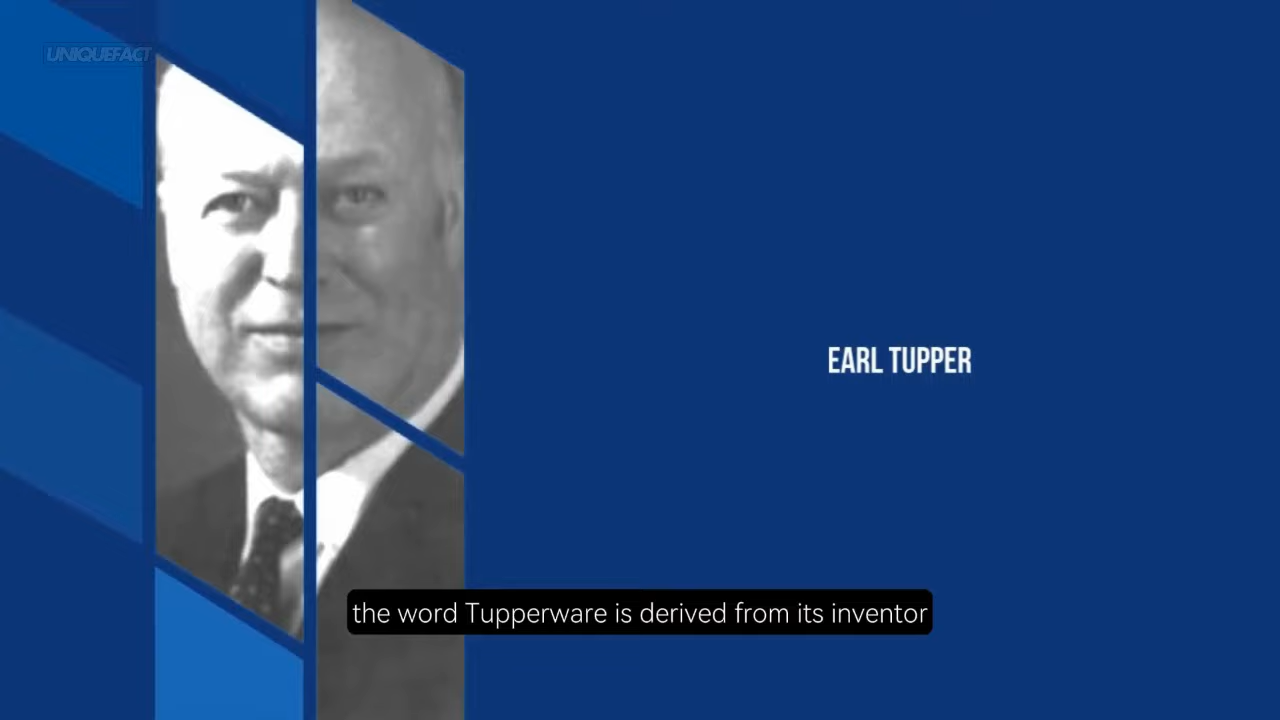 UNIQUEFACT
EARL TUPPER
the word Tupperware is derived from its inventor